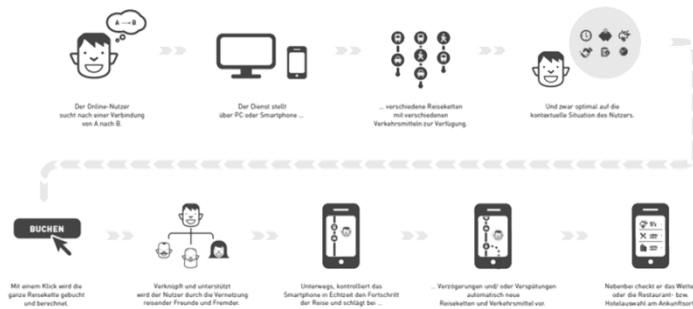 A → B
Der Online-Nutzer
sucht nach einer Verbindung
von A nach B.
Der Dienst stellt
über PC oder Smartphone ...
... verschiedene Reiseketten
mit verschiedenen
Verkehrsmitteln zur Verfügung.
Und zwar optimal auf die
kontextuelle Situation des Nutzers.
BUCHEN
Mit einem Klick wird die
ganze Reisekette gebucht
und berechnet.
Verknüpft und unterstützt
wird der Nutzer durch die Vernetzung
reisender Freunde und Fremder.
Unterwegs, kontrolliert das
Smartphone in Echtzeit den Fortschritt
der Reise und schlägt bei ...
... Verzögerungen und/ oder Verspätungen
automatisch neue
Reiseketten und Verkehrsmittel vor.
Nebenbei checkt er das Wette
oder die Restaurant- bzw.
Hotelauswahl am Ankunftsort